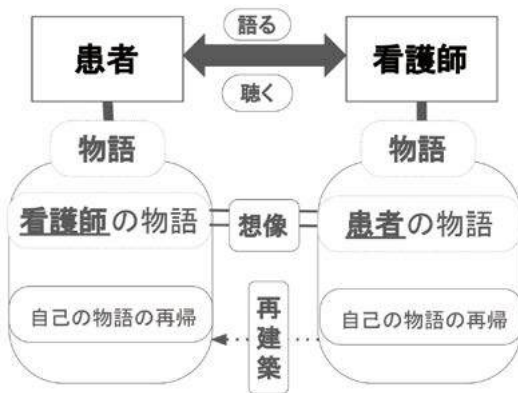 語る
患者
看護師
聴く
物語
物語
看護師の物語
想像
患者の物語
自己の物語の再帰
再建築
自己の物語の再帰